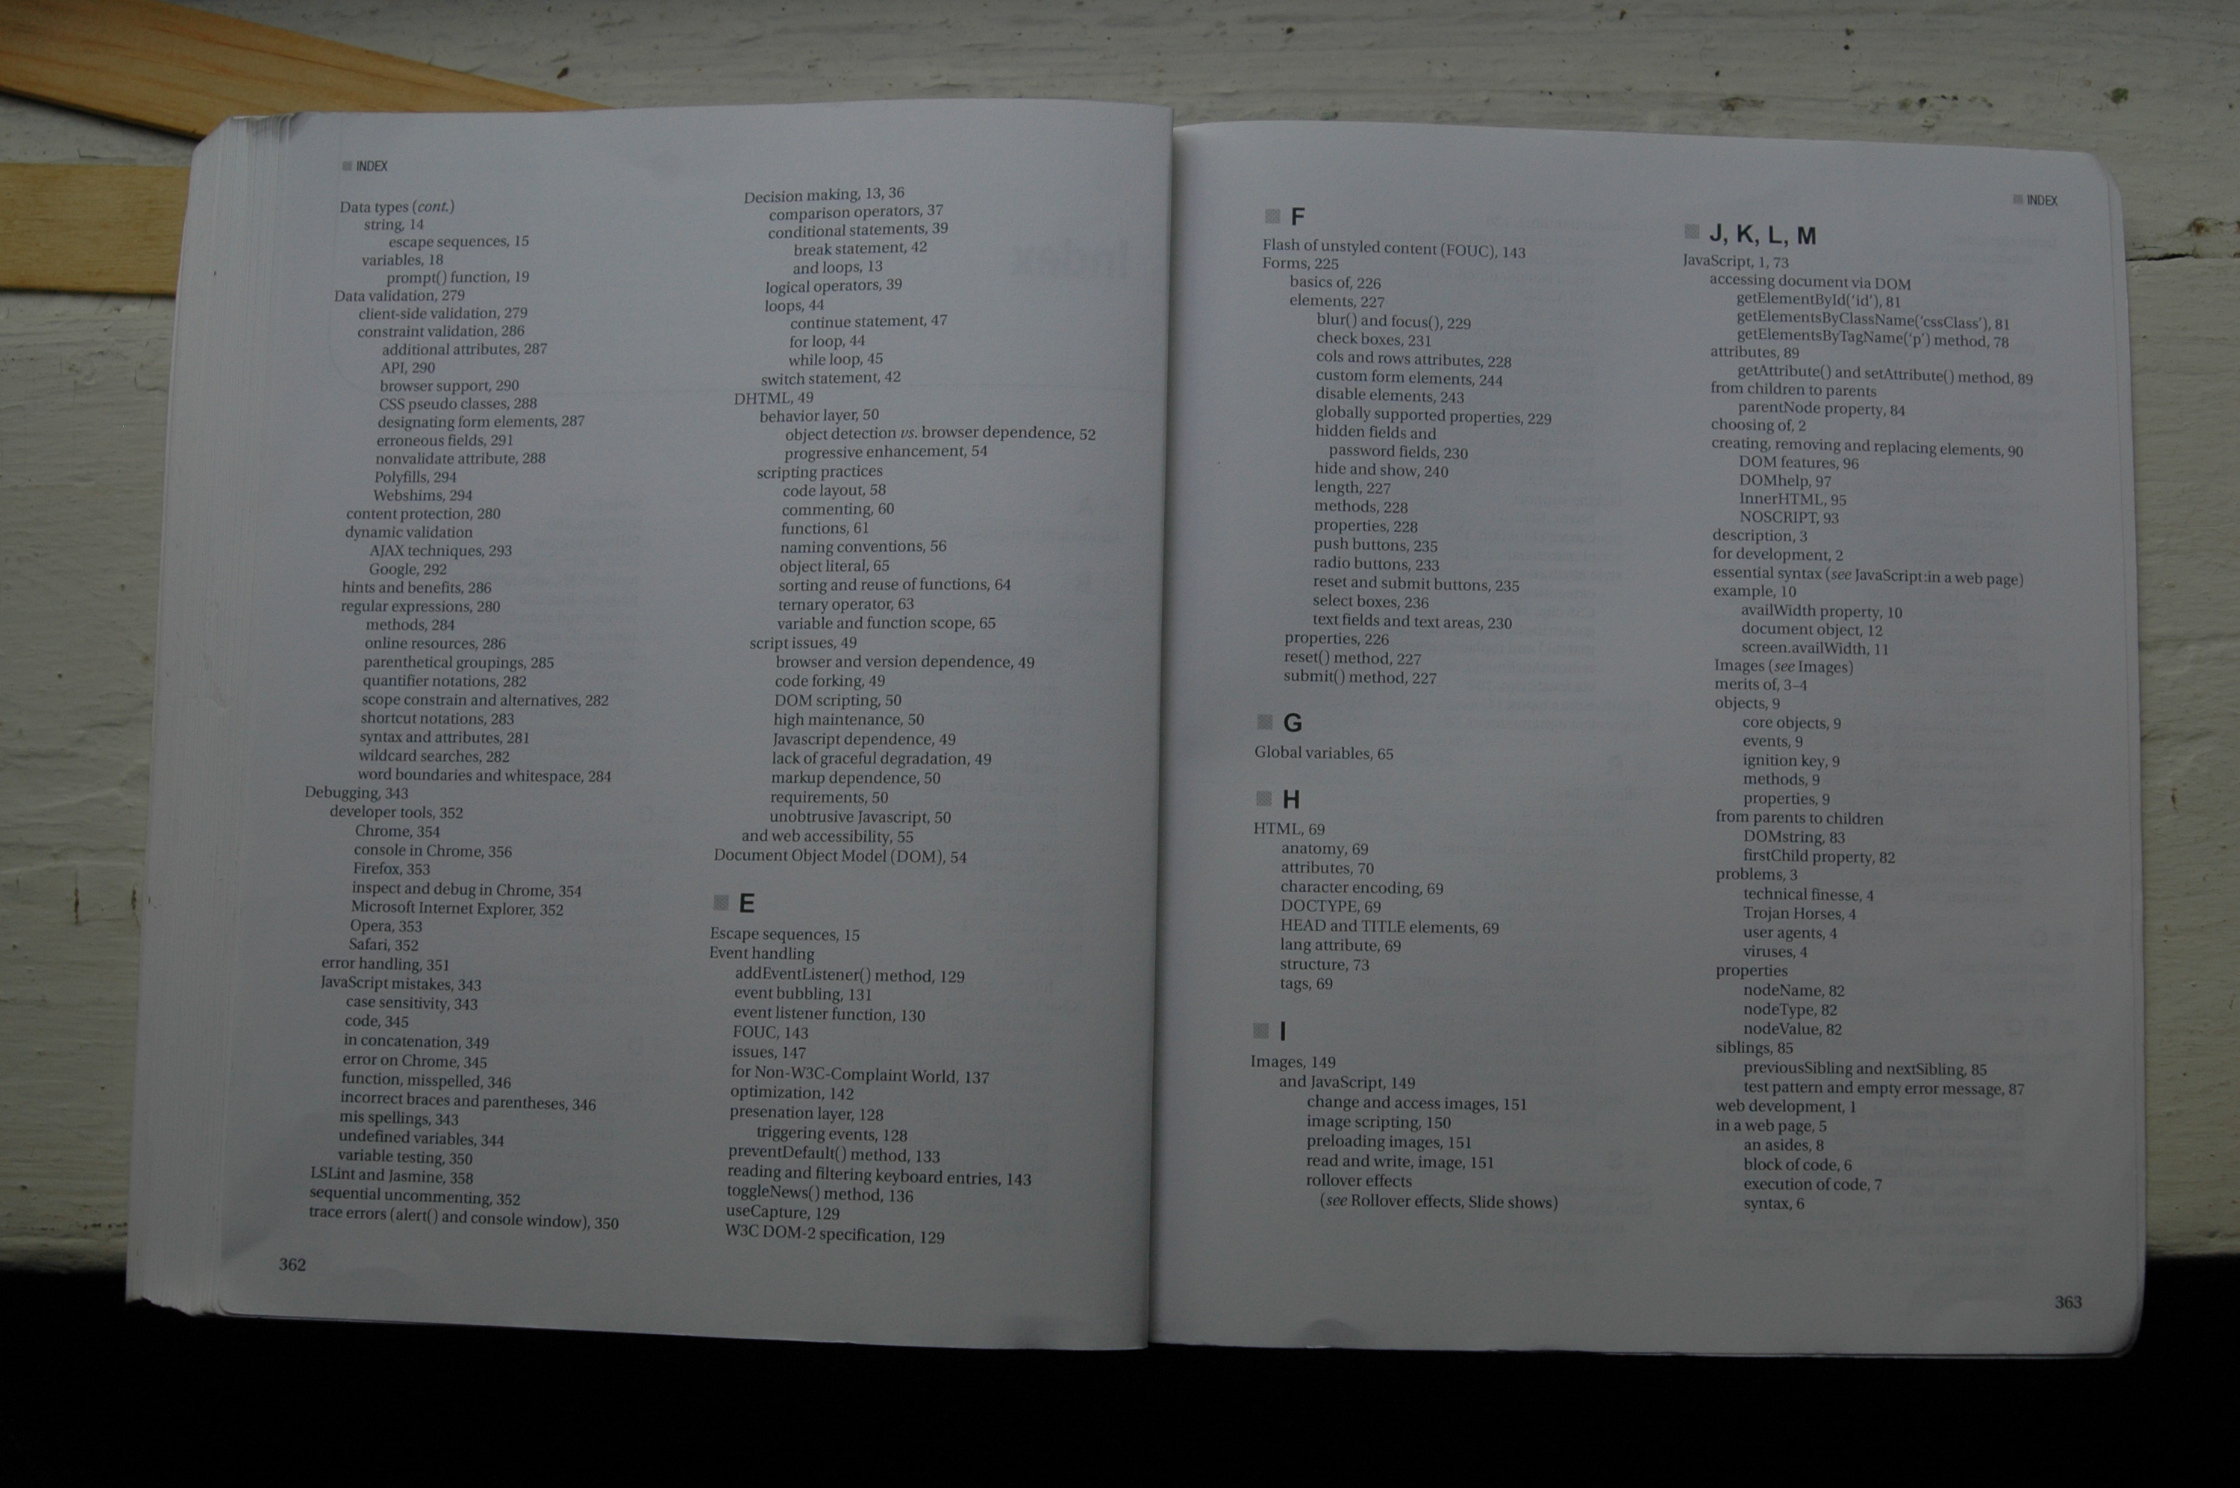 INDEX
Data types (cont.)
string, 14
escape sequences, 15
variables, 18
prompt() function, 19
Data validation, 279
client-side validation, 279
constraint validation, 286
additional attributes, 287
API, 290
browser support, 290
CSS pseudo classes, 288
designating form elements, 287
erroneous fields, 291
nonvalidate attribute, 288
Polyfills, 294
Webshims, 294
content protection, 280
dynamic validation
AJAX techniques, 293
Google, 292
hints and benefits, 286
regular expressions, 280
methods, 284
online resources, 286
parenthetical groupings, 285
quantifier notations, 282
scope constrain and alternatives, 282
shortcut notations, 283
syntax and attributes, 281
wildcard searches, 282
word boundaries and whitespace, 284
Debugging, 343
developer tools, 352
Chrome, 354
console in Chrome, 356
Firefox, 353
inspect and debug in Chrome, 354
Microsoft Internet Explorer, 352
Opera, 353
Safari, 352
error handling, 351
JavaScript mistakes, 343
case sensitivity, 343
code, 345
in concatenation, 349
error on Chrome, 345
function, misspelled, 346
incorrect braces and parentheses, 346
mis spellings, 343
undefined variables, 344
variable testing, 350
LSLint and Jasmine, 358
sequential uncommenting, 352
trace errors (alert() and console window), 350
362
Decision making, 13, 36
comparison operators, 37
conditional statements, 39
break statement, 42
and loops, 13
logical operators, 39
loops, 44
continue statement, 47
for loop, 44
while loop, 45
switch statement, 42
DHTML, 49
behavior layer, 50
object detection vs. browser dependence, 52
progressive enhancement, 54
scripting practices
code layout, 58
commenting, 60
functions, 61
naming conventions, 56
object literal, 65
sorting and reuse of functions, 64
ternary operator, 63
variable and function scope, 65
script issues, 49
browser and version dependence, 49
code forking, 49
DOM scripting, 50
high maintenance, 50
Javascript dependence, 49
lack of graceful degradation, 49
markup dependence, 50
requirements, 50
unobtrusive Javascript, 50
and web accessibility, 55
Document Object Model (DOM), 54
E
Escape sequences, 15
Event handling
addEventListener() method, 129
event bubbling, 131
event listener function, 130
FOUC, 143
issues, 147
for Non-W3C-Complaint World, 137
optimization, 142
presenation layer, 128
triggering events, 128
preventDefault() method, 133
reading and filtering keyboard entries, 143
toggleNews() method, 136
useCapture, 129
W3C DOM-2 specification, 129
INDEX
F
Flash of unstyled content (FOUC), 143
Forms, 225
basics of, 226
elements, 227
blur() and focus(), 229
check boxes, 231
cols and rows attributes, 228
custom form elements, 244
disable elements, 243
globally supported properties, 229
hidden fields and
password fields, 230
hide and show, 240
length, 227
methods, 228
properties, 228
push buttons, 235
radio buttons, 233
reset and submit buttons, 235
select boxes, 236
text fields and text areas, 230
properties, 226
reset() method, 227
submit() method, 227
G
Global variables, 65
H
HTML, 69
anatomy, 69
attributes, 70
character encoding, 69
DOCTYPE, 69
HEAD and TITLE elements, 69
lang attribute, 69
structure, 73
tags, 69
I
Images, 149
and JavaScript, 149
change and access images, 151
image scripting, 150
preloading images, 151
read and write, image, 151
rollover effects
(see Rollover effects, Slide shows)
J, K, L, M
JavaScript, 1, 73
accessing document via DOM
getElementById('id'), 81
getElementsByClassName('cssClass'), 81
getElementsByTagName('p') method, 78
attributes, 89
getAttribute() and setAttribute() method, 89
from children to parents
parentNode property, 84
choosing of, 2
creating, removing and replacing elements, 90
DOM features, 96
DOMhelp, 97
InnerHTML, 95
NOSCRIPT, 93
description, 3
for development, 2
essential syntax (see JavaScript:in a web page)
example, 10
availWidth property, 10
document object, 12
screen.availWidth, 11
Images (see Images)
merits of, 3–4
objects, 9
core objects, 9
events, 9
ignition key, 9
methods, 9
properties, 9
from parents to children
DOMstring, 83
firstChild property, 82
problems, 3
technical finesse, 4
Trojan Horses, 4
user agents, 4
viruses, 4
properties
nodeName, 82
nodeType, 82
nodeValue, 82
siblings, 85
previousSibling and nextSibling, 85
test pattern and empty error message, 87
web development, 1
in a web page, 5
an asides, 8
block of code, 6
execution of code, 7
syntax, 6
363